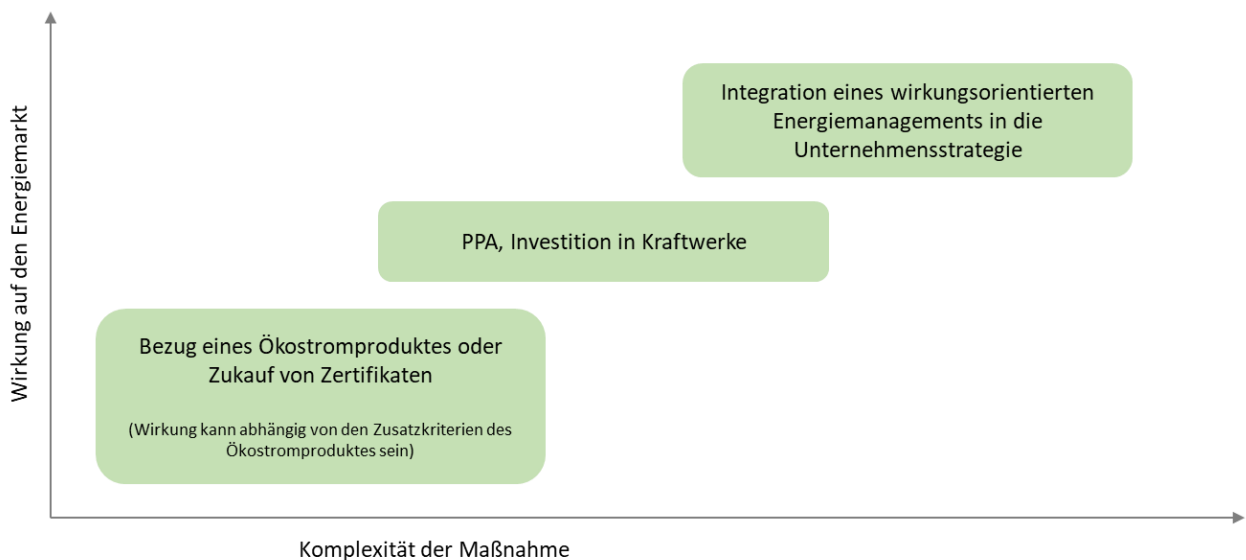 Wirkung auf den Energiemarkt
Integration eines wirkungsorientierten
Energiemanagements in die
Unternehmensstrategie
PPA, Investition in Kraftwerke
Bezug eines Ökostromproduktes oder
Zukauf von Zertifikaten
(Wirkung kann abhängig von den Zusatzkriterien des
Ökostromproduktes sein)
Komplexität der Maßnahme